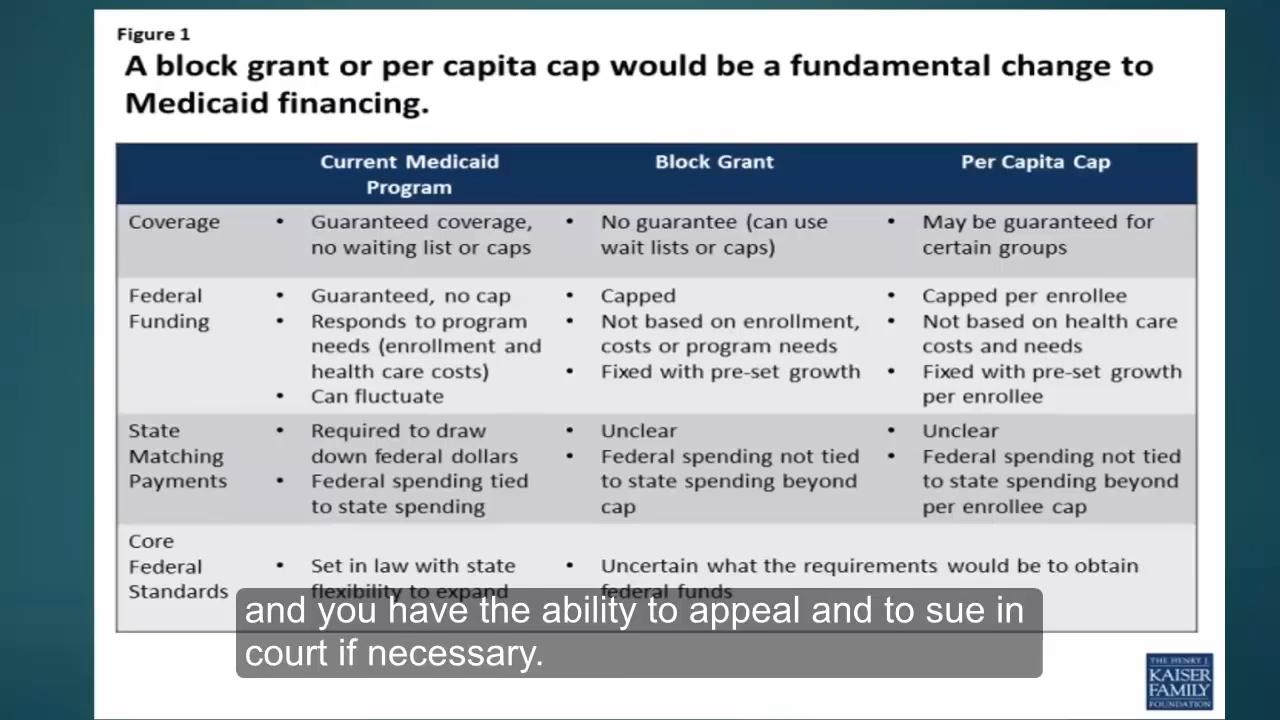 Figure 1
A block grant or per capita cap would be a fundamental change to
Medicaid financing.
Current Medicaid
Program
Block Grant
Per Capita Cap
Coverage
• Guaranteed coverage,
no waiting list or caps
• No guarantee (can use
wait lists or caps)
• May be guaranteed for
certain groups
Federal
Funding
• Guaranteed, no cap
• Responds to program
needs (enrollment and
health care costs)
• Can fluctuate
• Capped
• Not based on enrollment,
costs or program needs
• Fixed with pre-set growth
• Capped per enrollee
• Not based on health care
costs and needs
• Fixed with pre-set growth
per enrollee
State
Matching
Payments
• Required to draw
down federal dollars
• Federal spending tied
to state spending
• Unclear
• Federal spending not tied
to state spending beyond
cap
• Unclear
• Federal spending not tied
to state spending beyond
per enrollee cap
Core
Federal
Standards
• Set in law with state
flexibility to expand
• Uncertain what the requirements would be to obtain
federal funds
and you have the ability to appeal and to sue in
court if necessary.
THE HENRY J.
KAISER
FAMILY
FOUNDATION